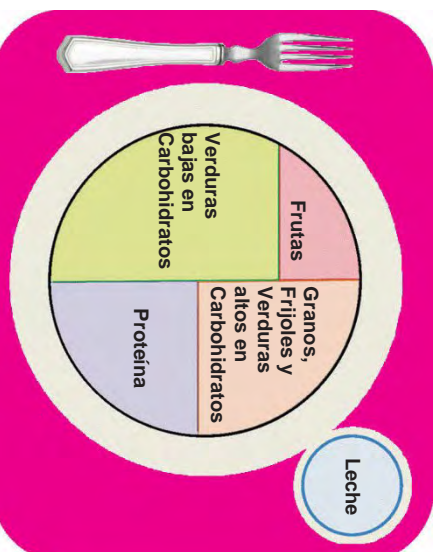 Leche
Frutas
Granos,
Frijoles y
Verduras
altos en
Carbohidratos
Verduras
bajas en
Carbohidratos
Proteína